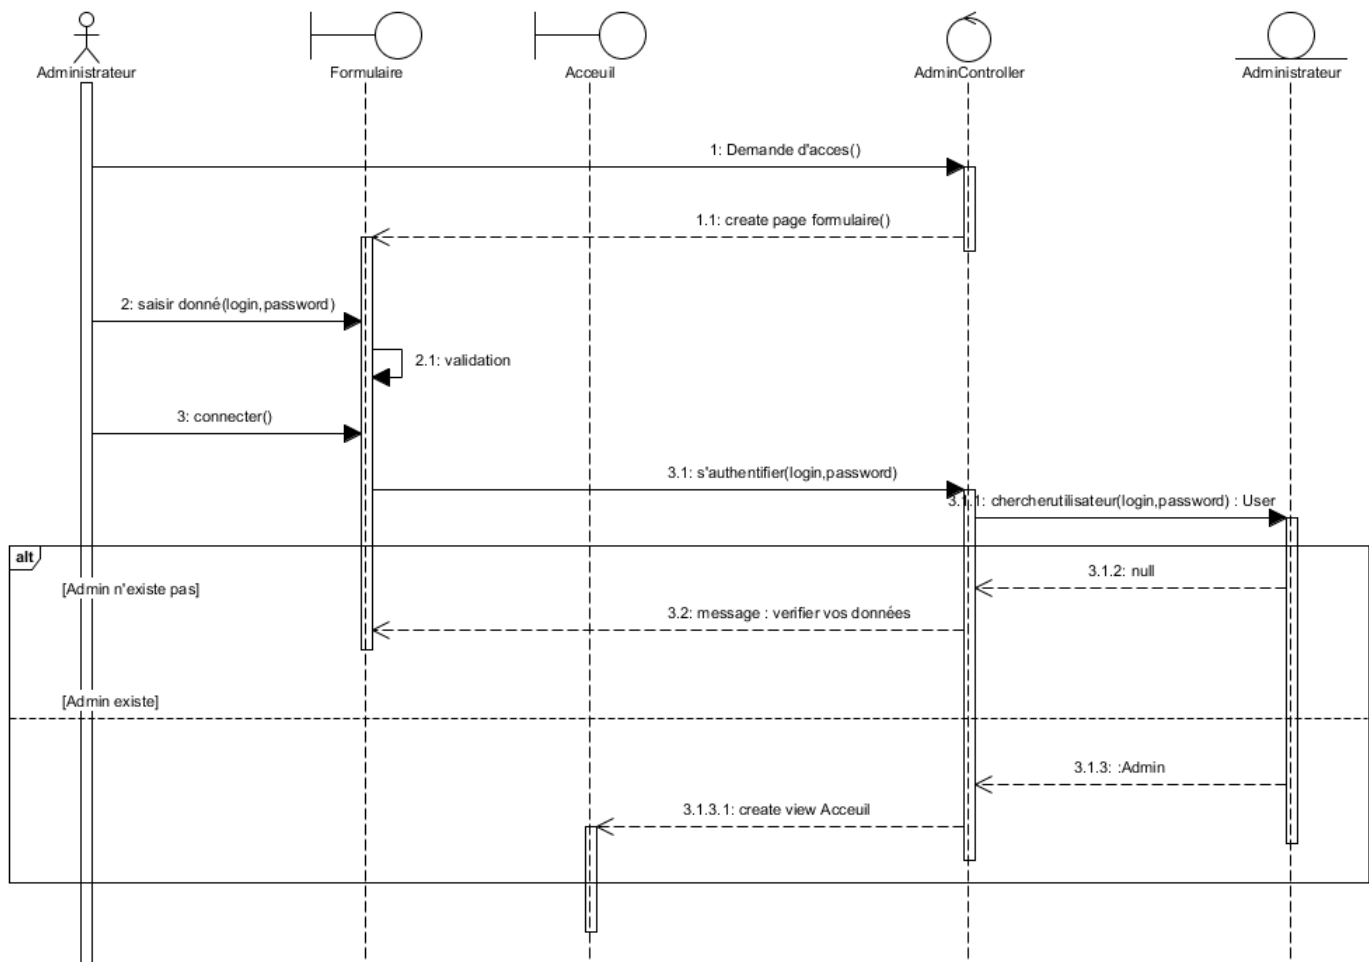 Administrateur
Formulaire
Acceuil
AdminController
Administrateur
1: Demande d'acces()
1.1: create page formulaire()
2: saisir donné(login,password)
2.1: validation
3: connecter()
3.1: s'authentifier(login,password)
3.1.1: chercherutilisateur(login,password) : User
alt
3.1.2: null
[Admin n'existe pas]
3.2: message : verifier vos données
[Admin existe]
3.1.3: :Admin
3.1.3.1: create view Acceuil